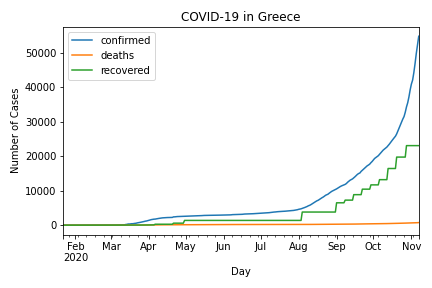 COVID-19 in Greece
confirmed
deaths
recovered
Number of Cases
50000
40000
30000
20000
10000
0
Feb Mar Apr May Jun Jul Aug Sep Oct Nov
2020
Day